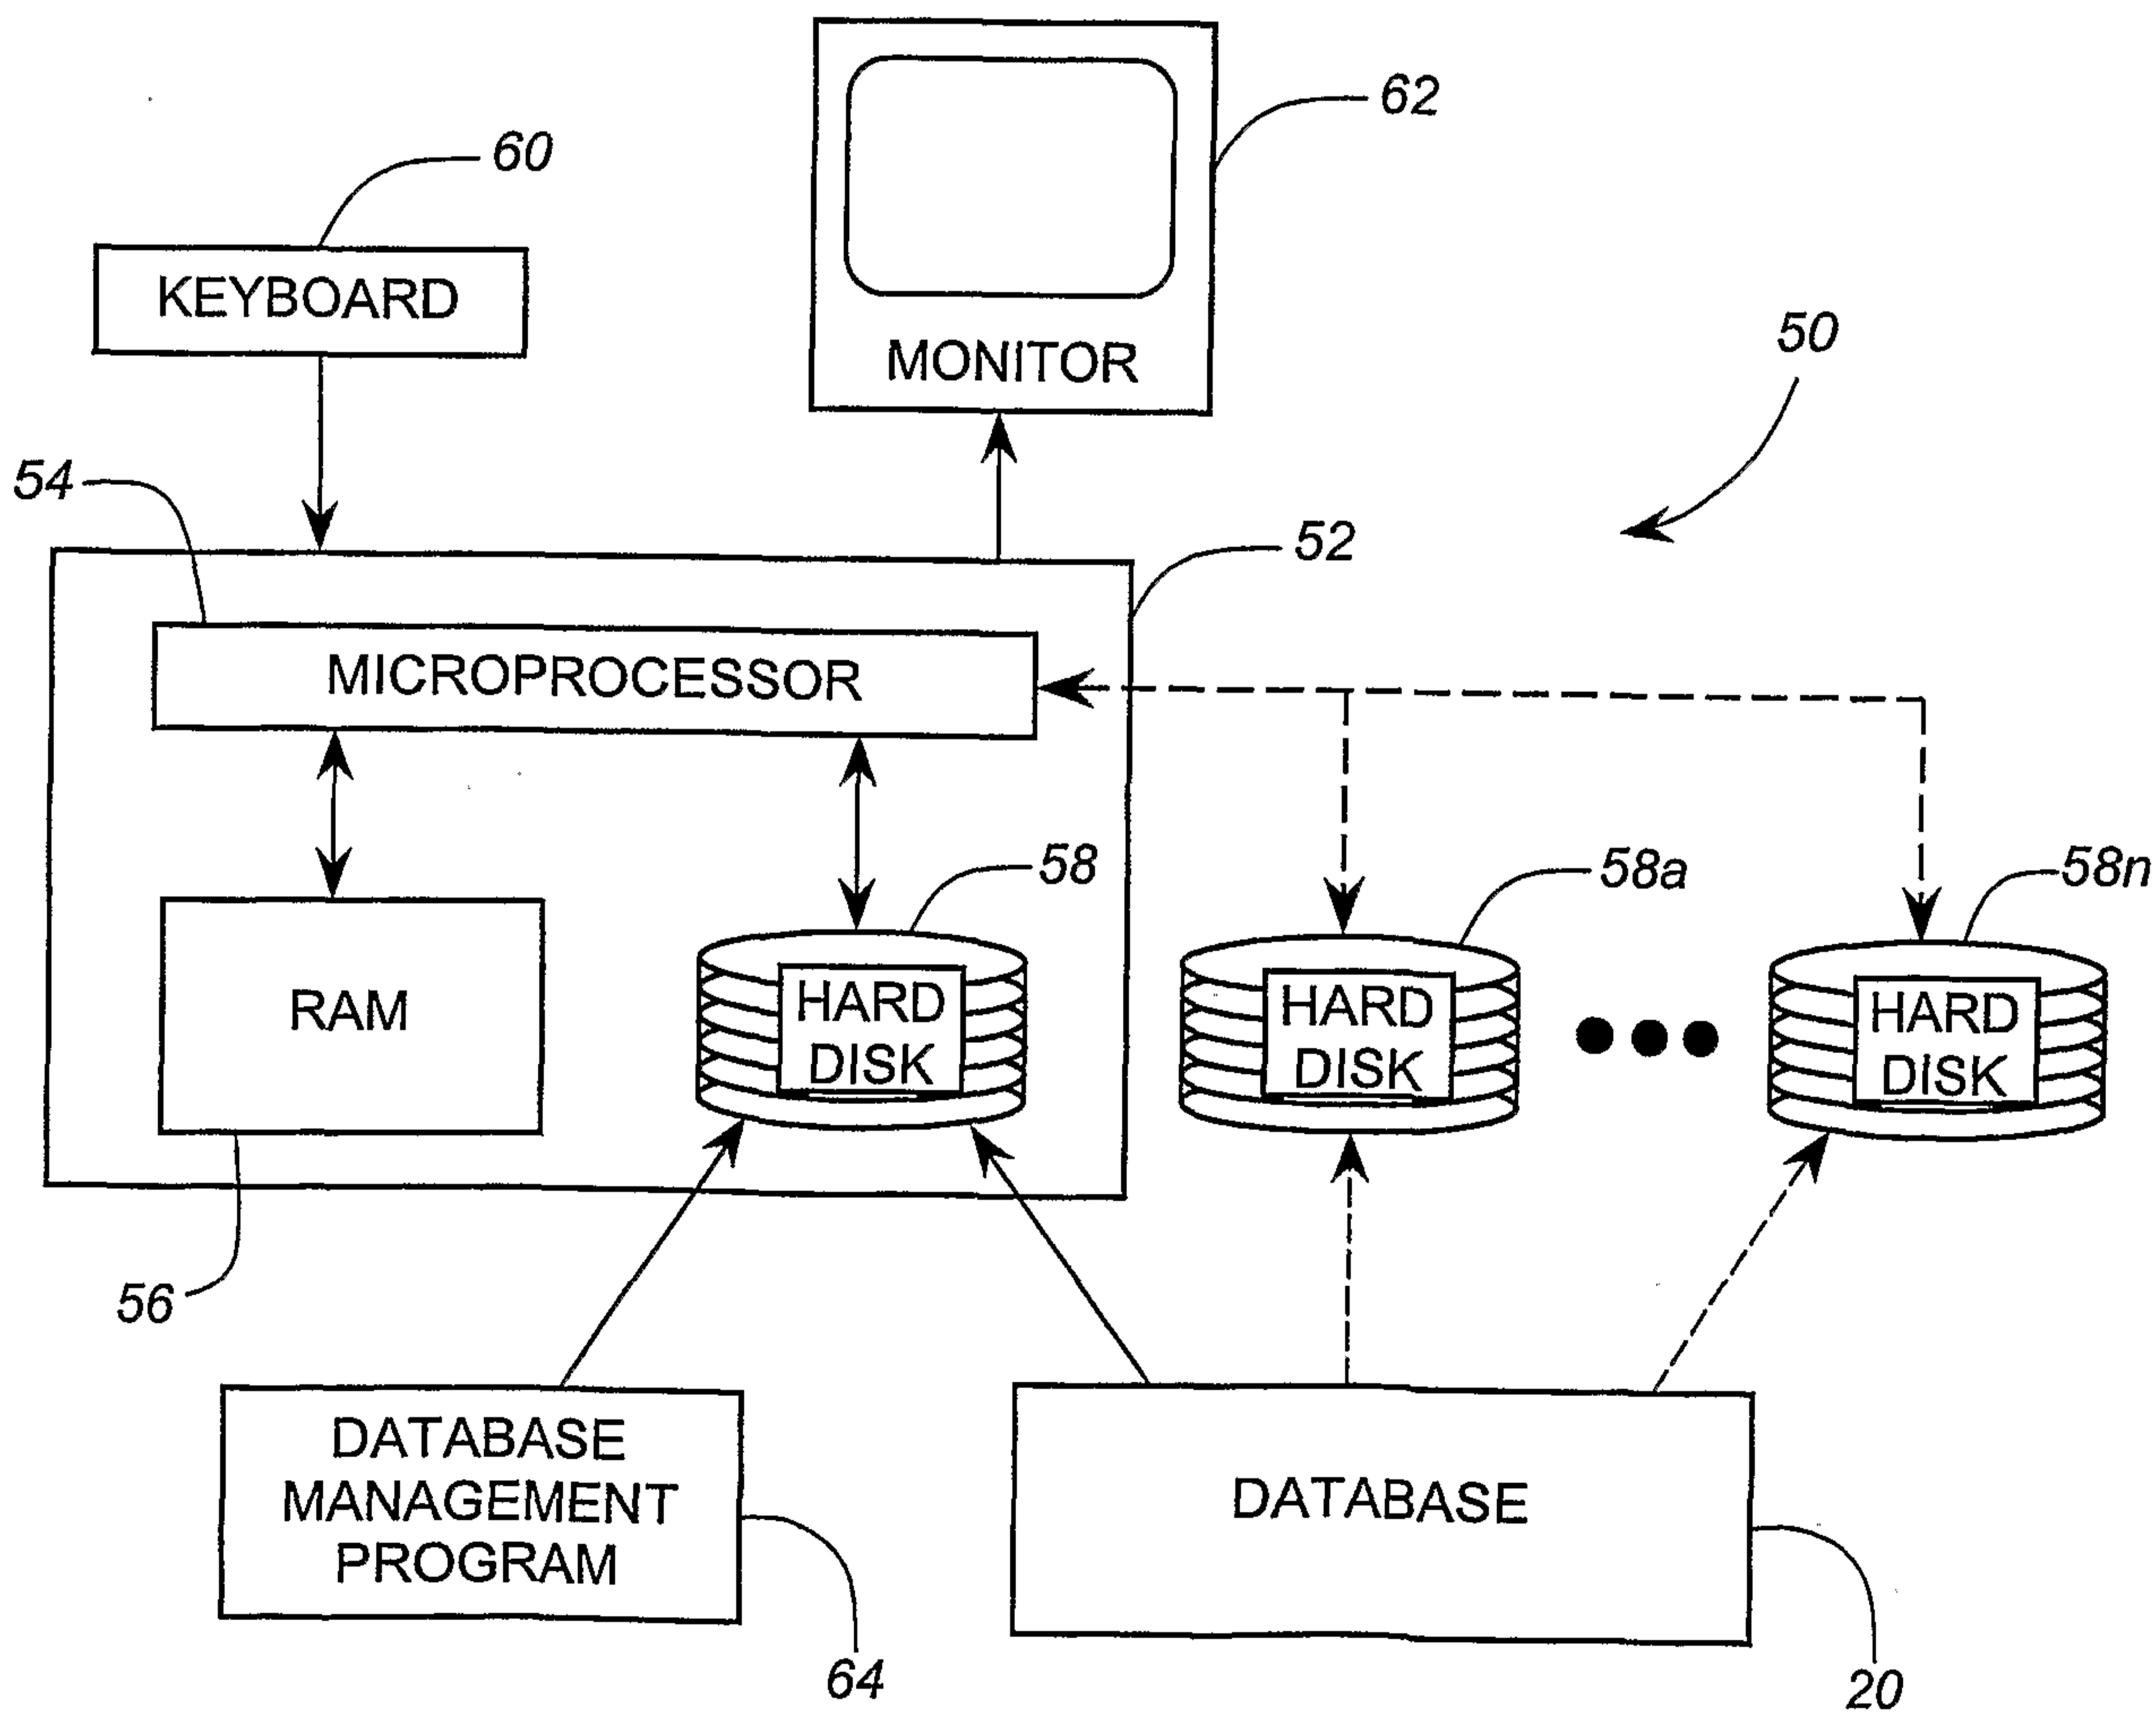 62
60
KEYBOARD
MONITOR
50
54
52
MICROPROCESSOR
58
58a
58n
RAM
HARD
DISK
HARD
DISK
HARD
DISK
56
DATABASE
MANAGEMENT
PROGRAM
DATABASE
64
20